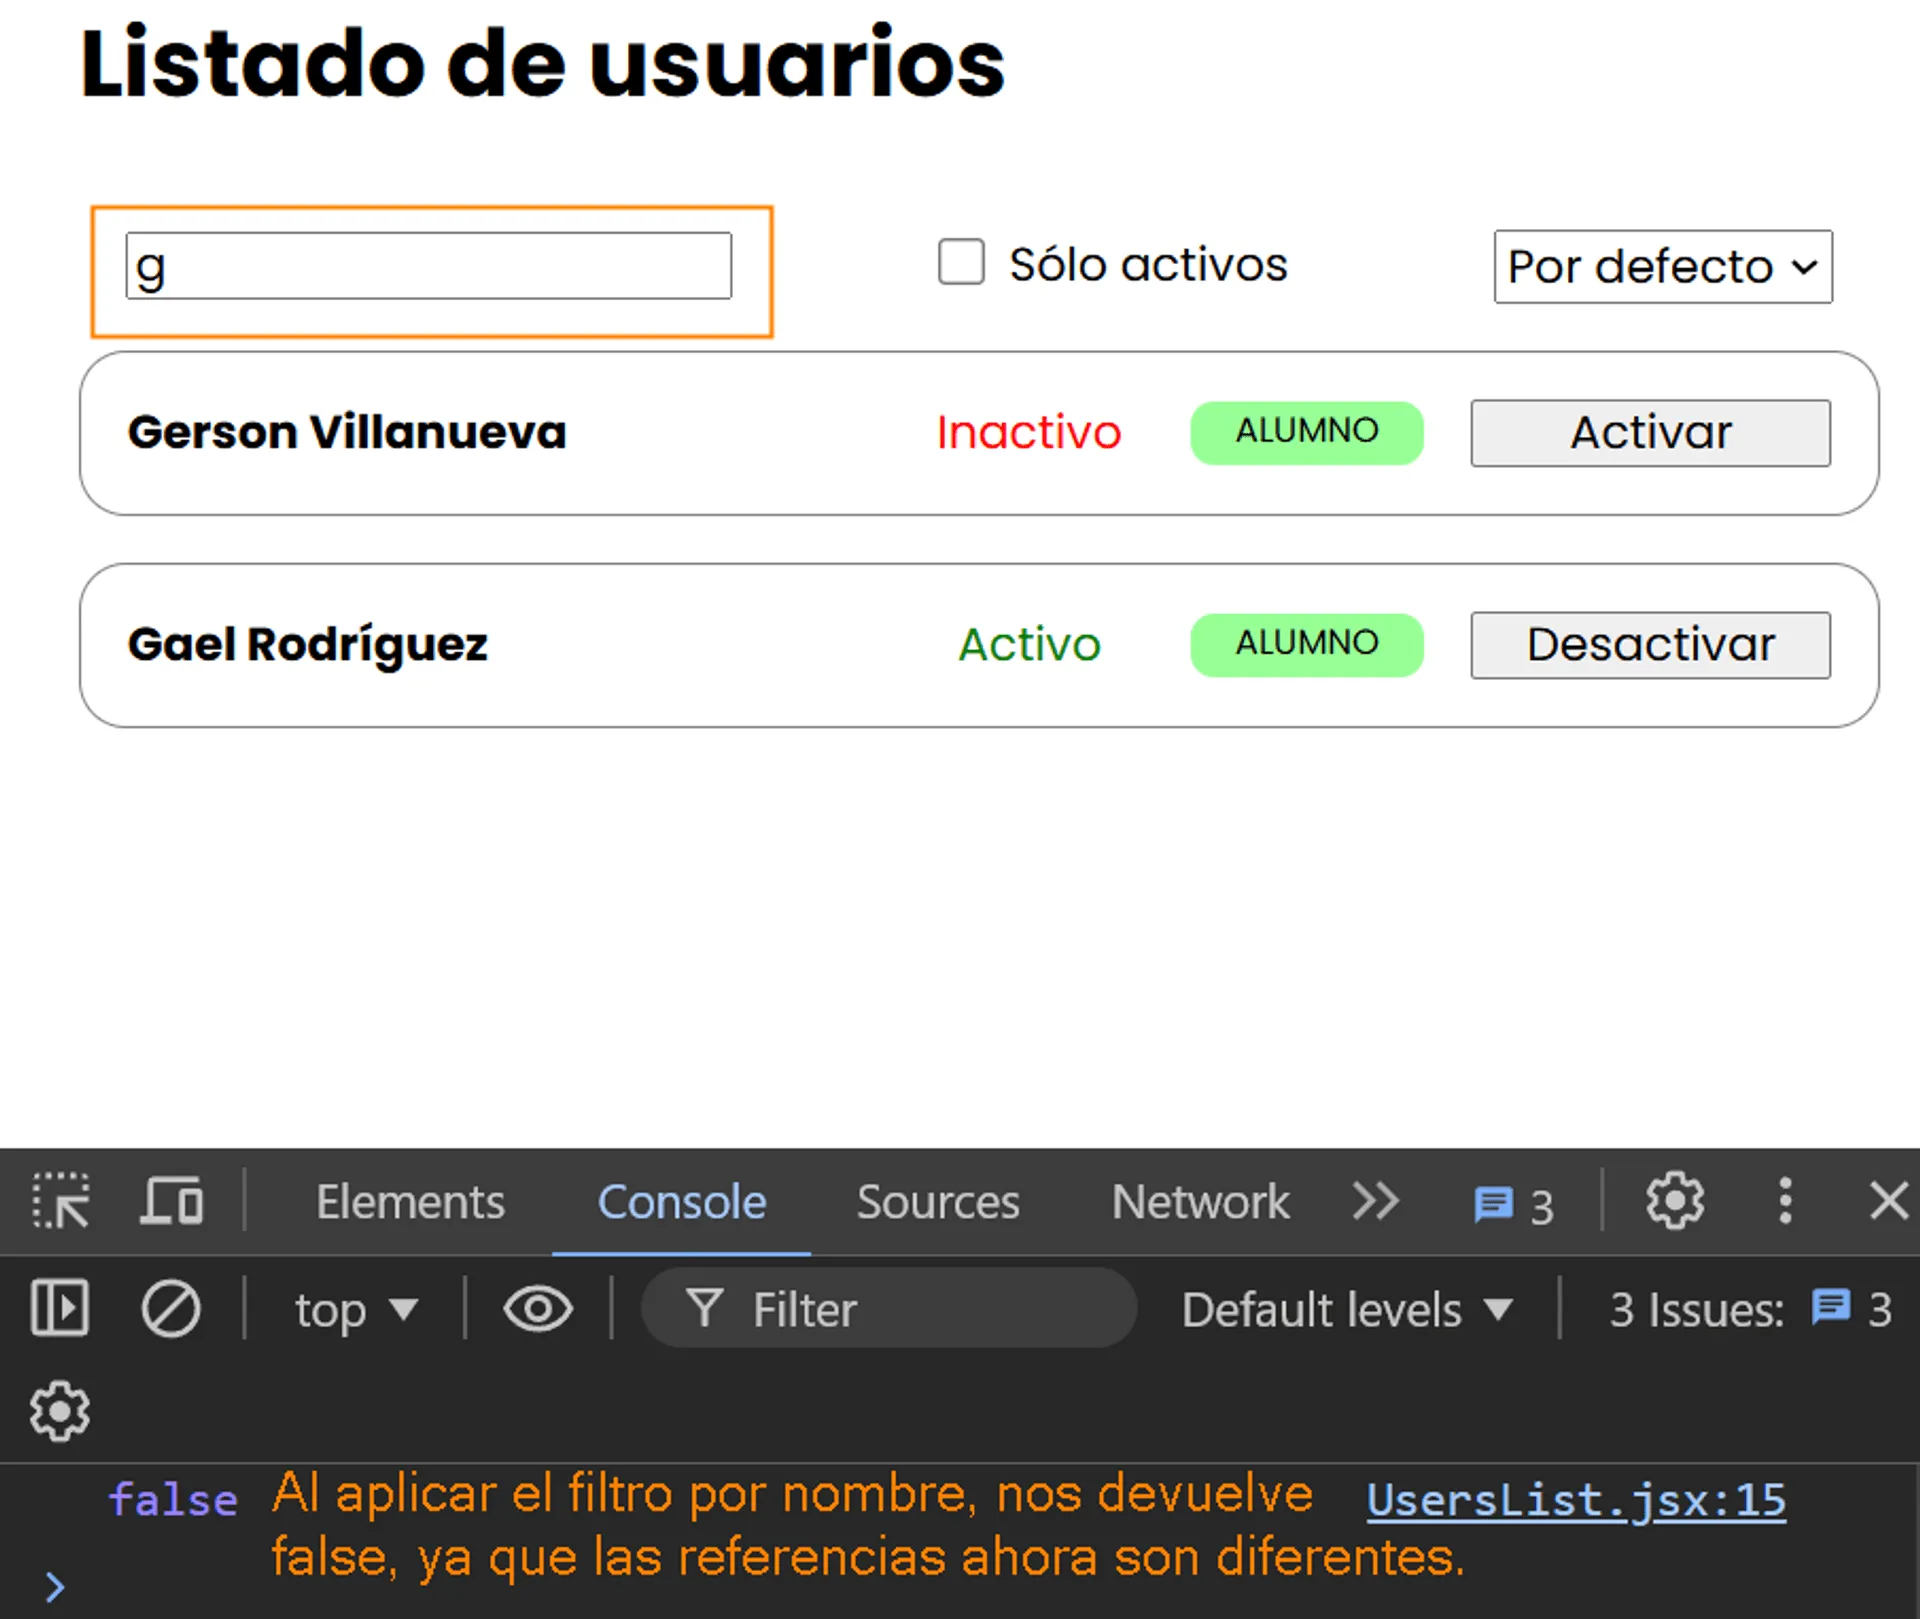 Listado de usuarios
g
Sólo activos
Por defecto
Gerson Villanueva Inactivo ALUMNO Activar
Gael Rodríguez Activo ALUMNO Desactivar
Elements Console Sources Network 3
top Filter Default levels 3 Issues: 3
false Al aplicar el filtro por nombre, nos devuelve UsersList.jsx:15
false, ya que las referencias ahora son diferentes.